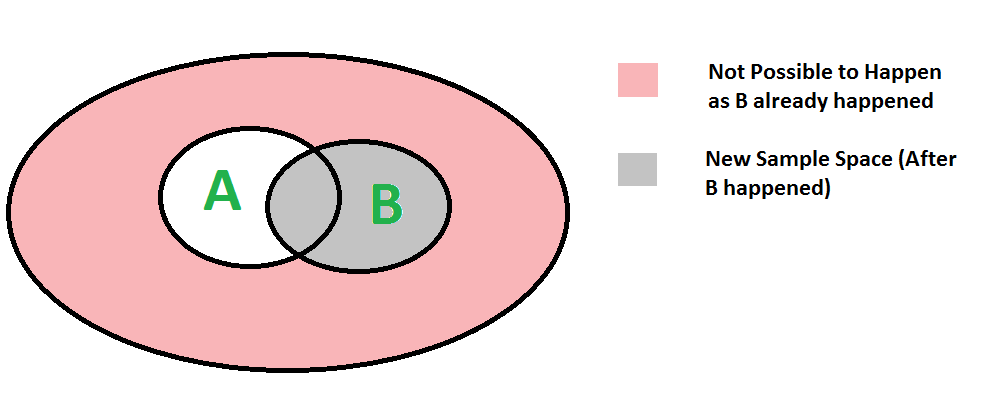 A
B
Not Possible to Happen
as B already happened
New Sample Space (After
B happened)